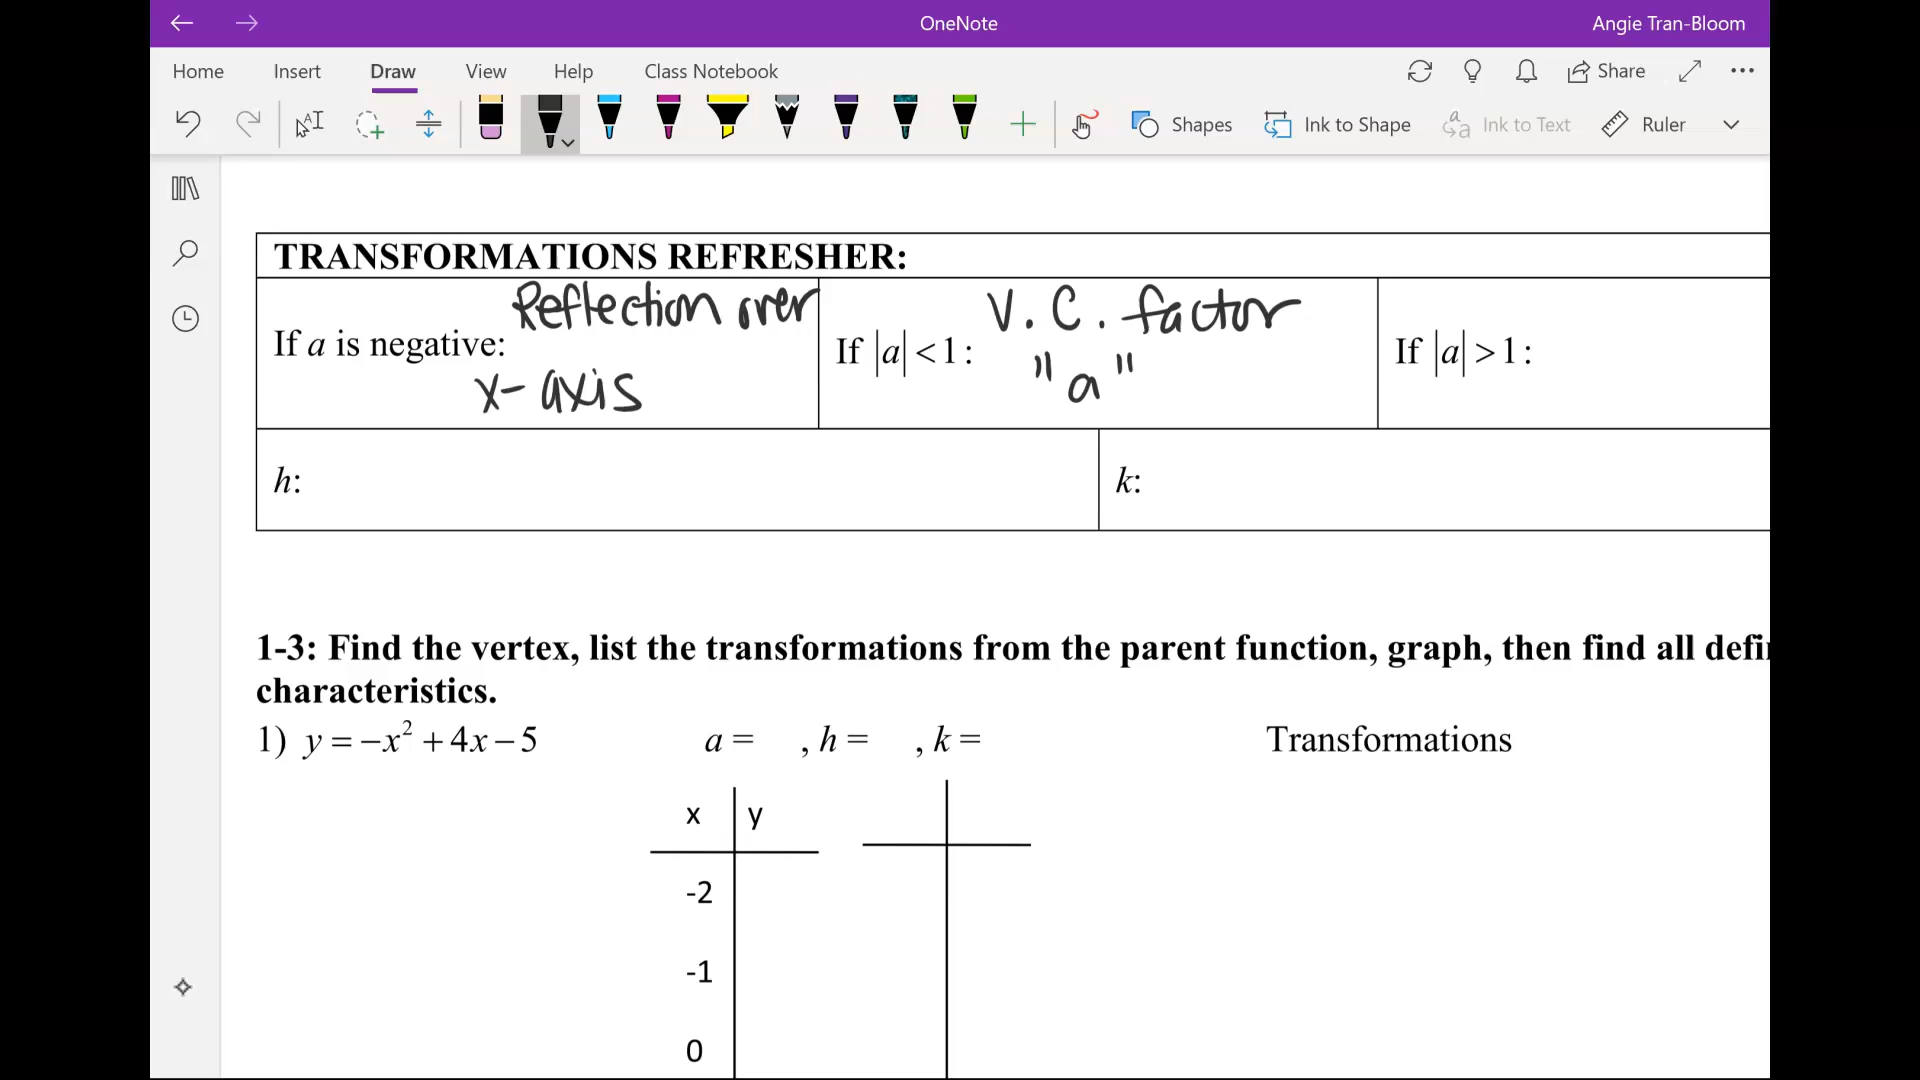 OneNote
Angie Tran-Bloom
Home Insert Draw View Help Class Notebook Share
Shapes Ink to Shape Ink to Text Ruler
TRANSFORMATIONS REFRESHER:
If a is negative: Reflection over
x-axis
If |a| < 1: V. C. factor
"a"
If |a| > 1:
h:
k:
1-3: Find the vertex, list the transformations from the parent function, graph, then find all defi
characteristics.
1) y = −x² + 4x − 5 a = , h = , k = Transformations
x y
-2
-1
0